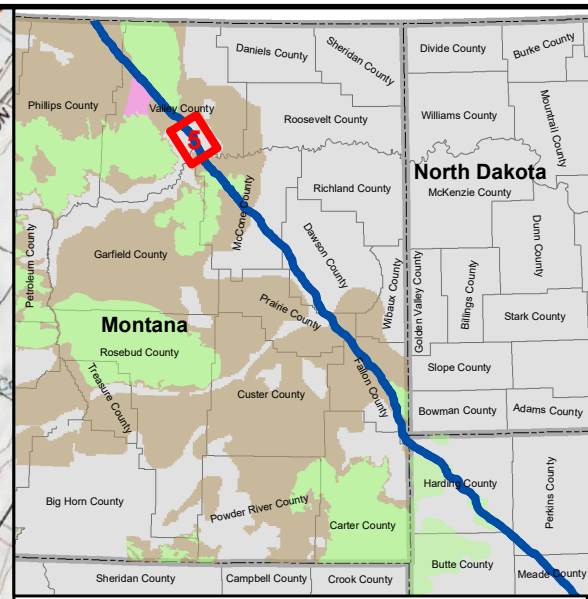 Daniels County
Sheridan County
Divide County
Burke County
Phillips County
Valley County
Roosevelt County
Williams County
Mountrail County
5
North Dakota
McKenzie County
Richland County
McCone County
Dawson County
Dunn County
Garfield County
Petroleum County
Wibaux County
Golden Valley County
Billings County
Prairie County
Stark County
Montana
Rosebud County
Treasure County
Fallon County
Slope County
Custer County
Bowman County
Adams County
Harding County
Perkins County
Big Horn County
Powder River County
Carter County
Butte County
Meade County
Sheridan County
Campbell County
Crook County